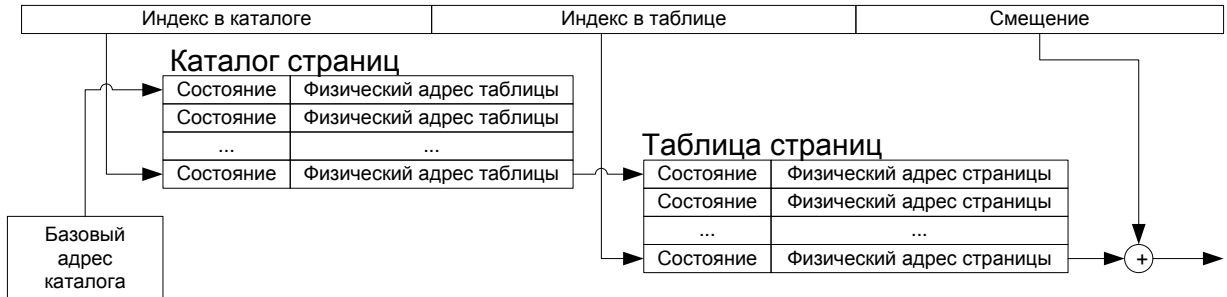 Индекс в каталоге Индекс в таблице Смещение
Каталог страниц
Состояние Физический адрес таблицы
Состояние Физический адрес таблицы
... ...
Состояние Физический адрес таблицы
Таблица страниц
Состояние Физический адрес страницы
Состояние Физический адрес страницы
... ...
Состояние Физический адрес страницы
Базовый
адрес
каталога
+